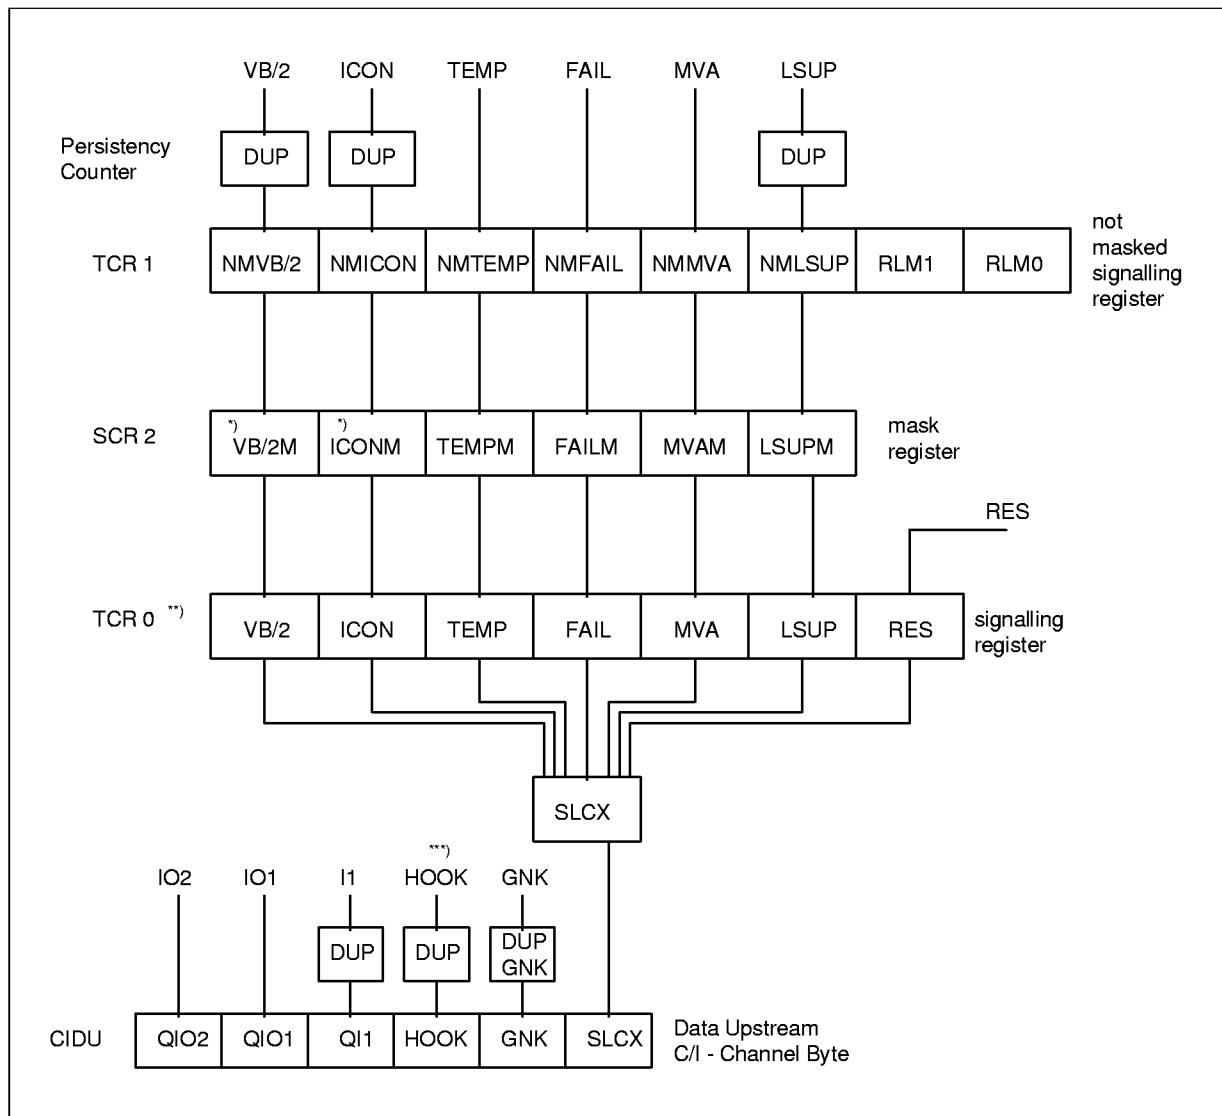 VB/2 ICON TEMP FAIL MVA LSUP
Persistency
Counter
DUP DUP DUP
TCR 1
NMVB/2 NMICON NMTEMP NMFAIL NMMVA NMLSUP RLM1 RLM0
not
masked
signalling
register
SCR 2
*) VB/2M *) ICONM TEMPM FAILM MVAM LSUPM
mask
register
RES
TCR 0 **)
VB/2 ICON TEMP FAIL MVA LSUP RES
signalling
register
SLCX
***)
IO2 IO1 I1 HOOK GNK
DUP DUP DUP
GNK
CIDU QIO2 QIO1 QI1 HOOK GNK SLCX
Data Upstream
C/I - Channel Byte